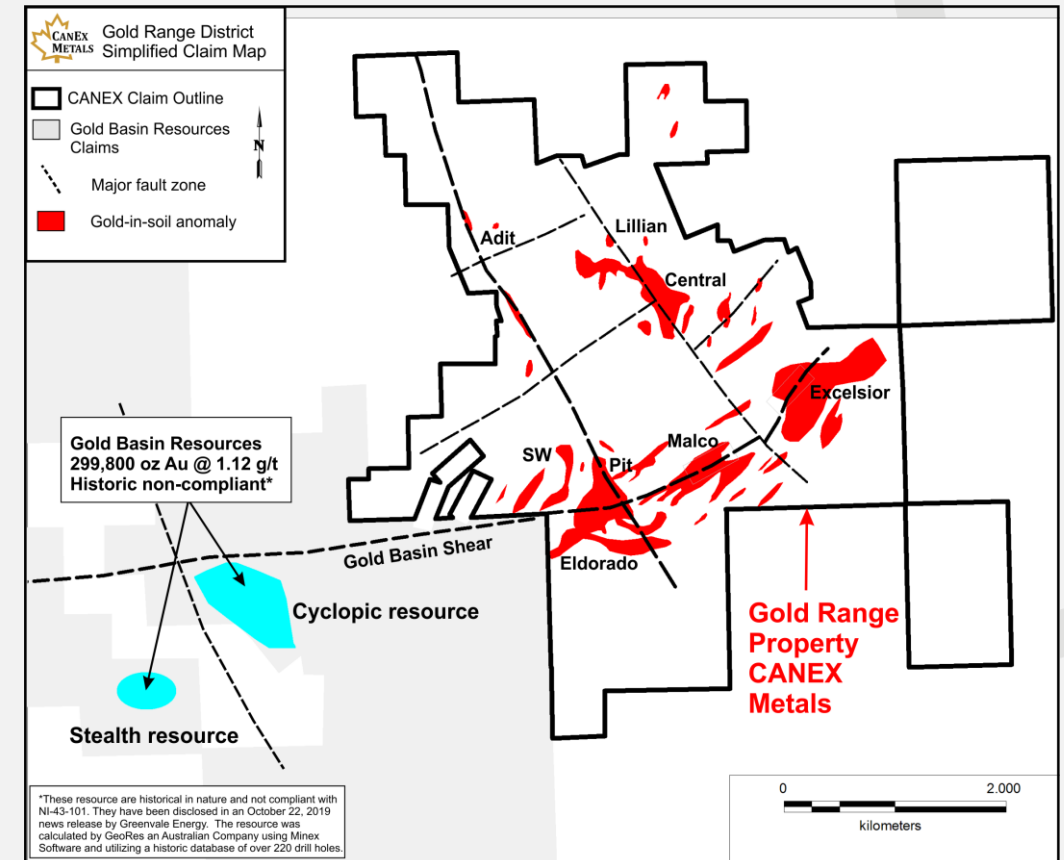 CANEX
METALS
Gold Range District
Simplified Claim Map
CANEX Claim Outline
Gold Basin Resources
Claims
N
Major fault zone
Gold-in-soil anomaly
Adit
Lillian
Central
Excelsior
Malco
SW
Pit
Eldorado
Gold Basin Resources
299,800 oz Au @ 1.12 g/t
Historic non-compliant*
Gold Basin Shear
Cyclopic resource
Stealth resource
Gold Range
Property
CANEX
Metals
*These resource are historical in nature and not compliant with
NI-43-101. They have been disclosed in an October 22, 2019
news release by Greenvale Energy. The resource was
calculated by GeoRes an Australian Company using Minex
Software and utilizing a historic database of over 220 drill holes.
0 2.000
kilometers